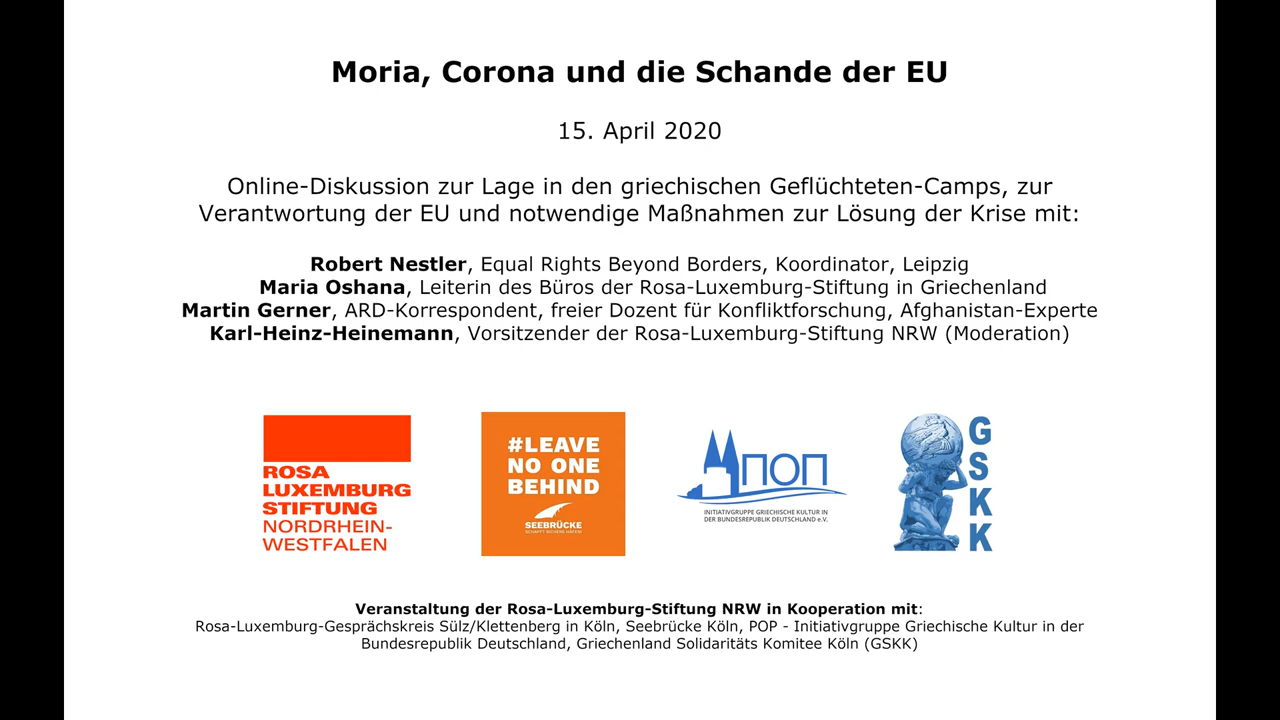 Moria, Corona und die Schande der EU
15. April 2020
Online-Diskussion zur Lage in den griechischen Geflüchteten-Camps, zur
Verantwortung der EU und notwendige Maßnahmen zur Lösung der Krise mit:
Robert Nestler, Equal Rights Beyond Borders, Koordinator, Leipzig
Maria Oshana, Leiterin des Büros der Rosa-Luxemburg-Stiftung in Griechenland
Martin Gerner, ARD-Korrespondent, freier Dozent für Konfliktforschung, Afghanistan-Experte
Karl-Heinz-Heinemann, Vorsitzender der Rosa-Luxemburg-Stiftung NRW (Moderation)
ROSA
LUXEMBURG
STIFTUNG
NORDRHEIN-
WESTFALEN
#LEAVE
NO ONE
BEHIND
SEEBRÜCKE
SCHAFFT SICHERE HÄFEN!
ΠΟΠ
INITIATIVGRUPPE GRIECHISCHE KULTUR IN
DER BUNDESREPUBLIK DEUTSCHLAND e.V.
G
S
K
K
Veranstaltung der Rosa-Luxemburg-Stiftung NRW in Kooperation mit:
Rosa-Luxemburg-Gesprächskreis Sülz/Klettenberg in Köln, Seebrücke Köln, POP - Initiativgruppe Griechische Kultur in der
Bundesrepublik Deutschland, Griechenland Solidaritäts Komitee Köln (GSKK)